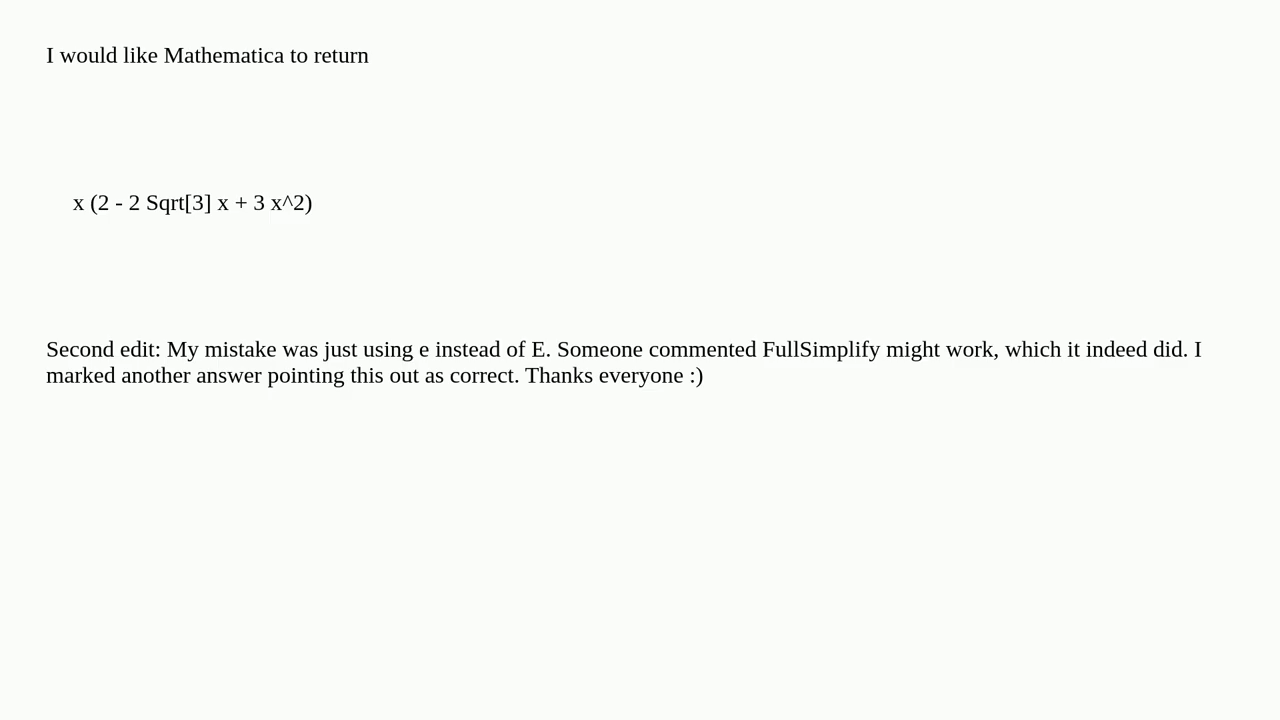 I would like Mathematica to return
x (2 - 2 Sqrt[3] x + 3 x^2)
Second edit: My mistake was just using e instead of E. Someone commented FullSimplify might work, which it indeed did. I
marked another answer pointing this out as correct. Thanks everyone :)